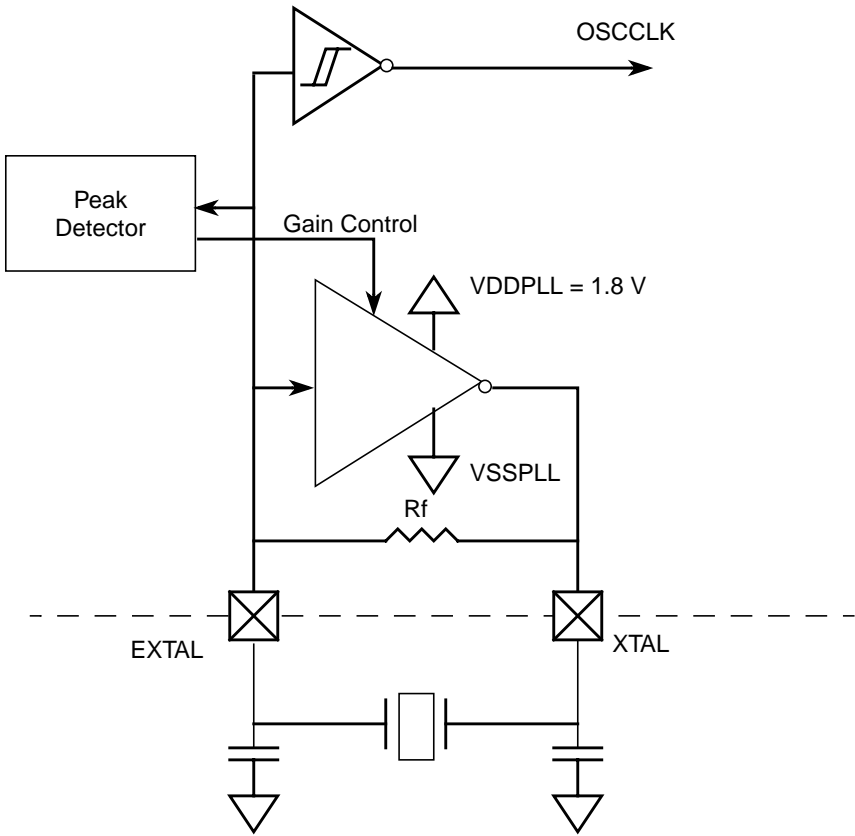 OSCCLK
Peak
Detector
Gain Control
VDDPLL = 1.8 V
VSSPLL
Rf
EXTAL
XTAL